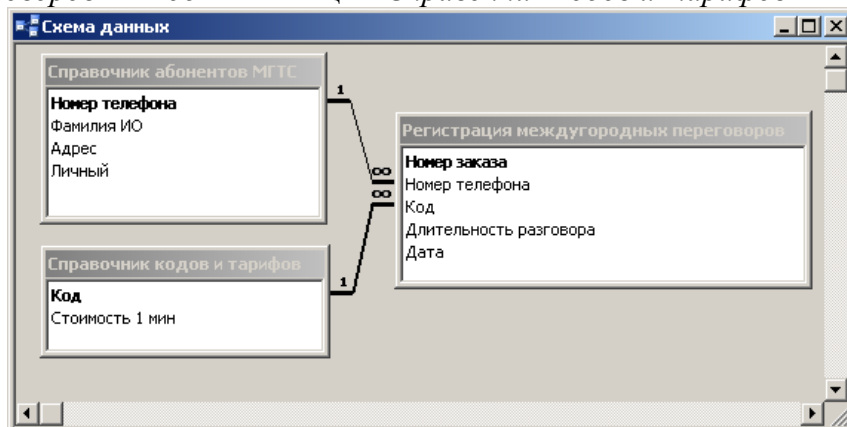 Схема данных
Справочник абонентов МГТС
Номер телефона
Фамилия ИО
Адрес
Личный
1
∞
∞
1
Регистрация междугородных переговоров
Номер заказа
Номер телефона
Код
Длительность разговора
Дата
Справочник кодов и тарифов
Код
Стоимость 1 мин